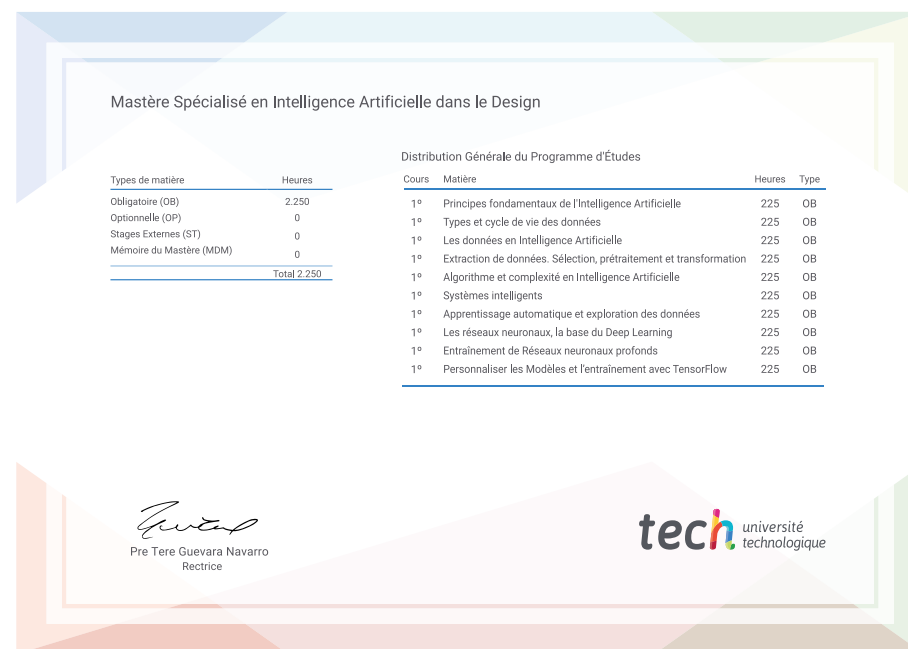 Mastère Spécialisé en Intelligence Artificielle dans le Design
Types de matière Heures
Obligatoire (OB) 2.250
Optionnelle (OP) 0
Stages Externes (ST) 0
Mémoire du Mastère (MDM) 0
Total 2.250
Distribution Générale du Programme d'Études
Cours Matière Heures Type
1º Principes fondamentaux de l'Intelligence Artificielle 225 OB
1º Types et cycle de vie des données 225 OB
1º Les données en Intelligence Artificielle 225 OB
1º Extraction de données. Sélection, prétraitement et transformation 225 OB
1º Algorithme et complexité en Intelligence Artificielle 225 OB
1º Systèmes intelligents 225 OB
1º Apprentissage automatique et exploration des données 225 OB
1º Les réseaux neuronaux, la base du Deep Learning 225 OB
1º Entraînement de Réseaux neuronaux profonds 225 OB
1º Personnaliser les Modèles et l'entraînement avec TensorFlow 225 OB
Pre Tere Guevara Navarro
Rectrice
tech université
technologique